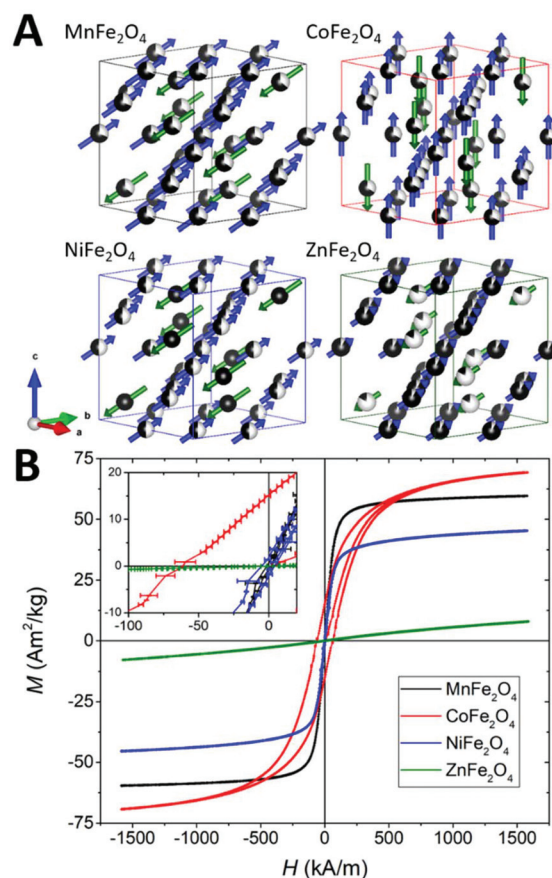 A
MnFe₂O₄
CoFe₂O₄
NiFe₂O₄
ZnFe₂O₄
c
b
a
B
75
50
25
0
-25
-50
-75
M (Am²/kg)
20
10
0
-10
-100
-50
0
MnFe₂O₄
CoFe₂O₄
NiFe₂O₄
ZnFe₂O₄
-1500 -1000 -500 0 500 1000 1500
H (kA/m)